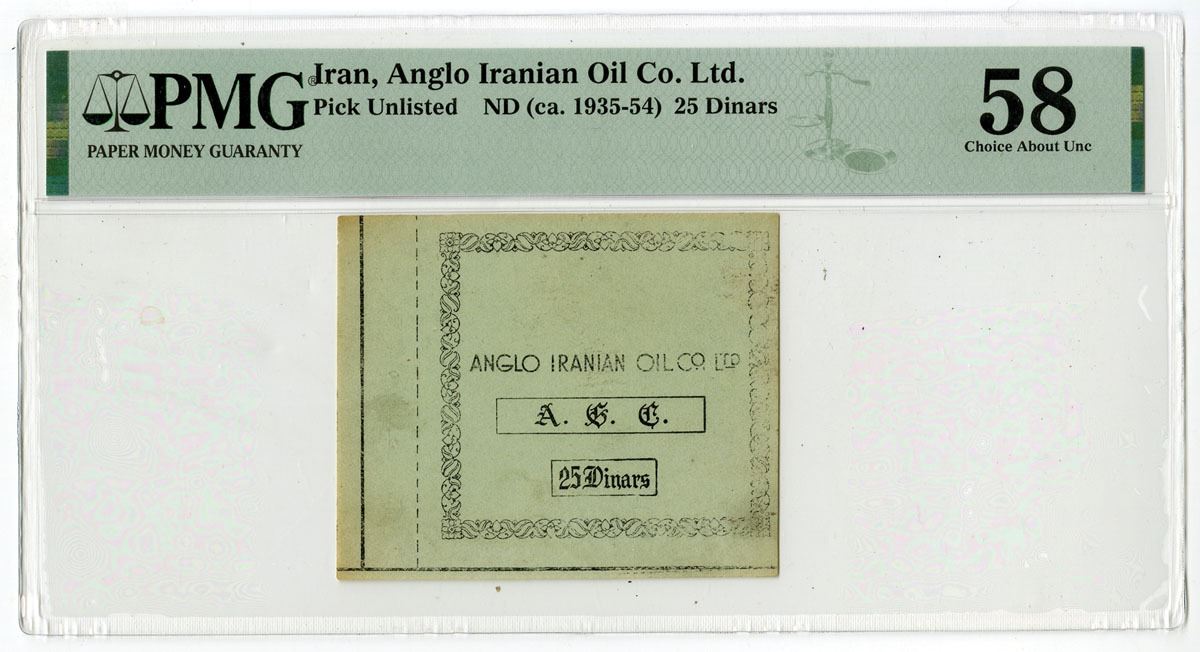 PMG®
PAPER MONEY GUARANTY
Iran, Anglo Iranian Oil Co. Ltd.
Pick Unlisted ND (ca. 1935-54) 25 Dinars
58
Choice About Unc
ANGLO IRANIAN OIL CO. LTD
A. G. C.
25 Dinars